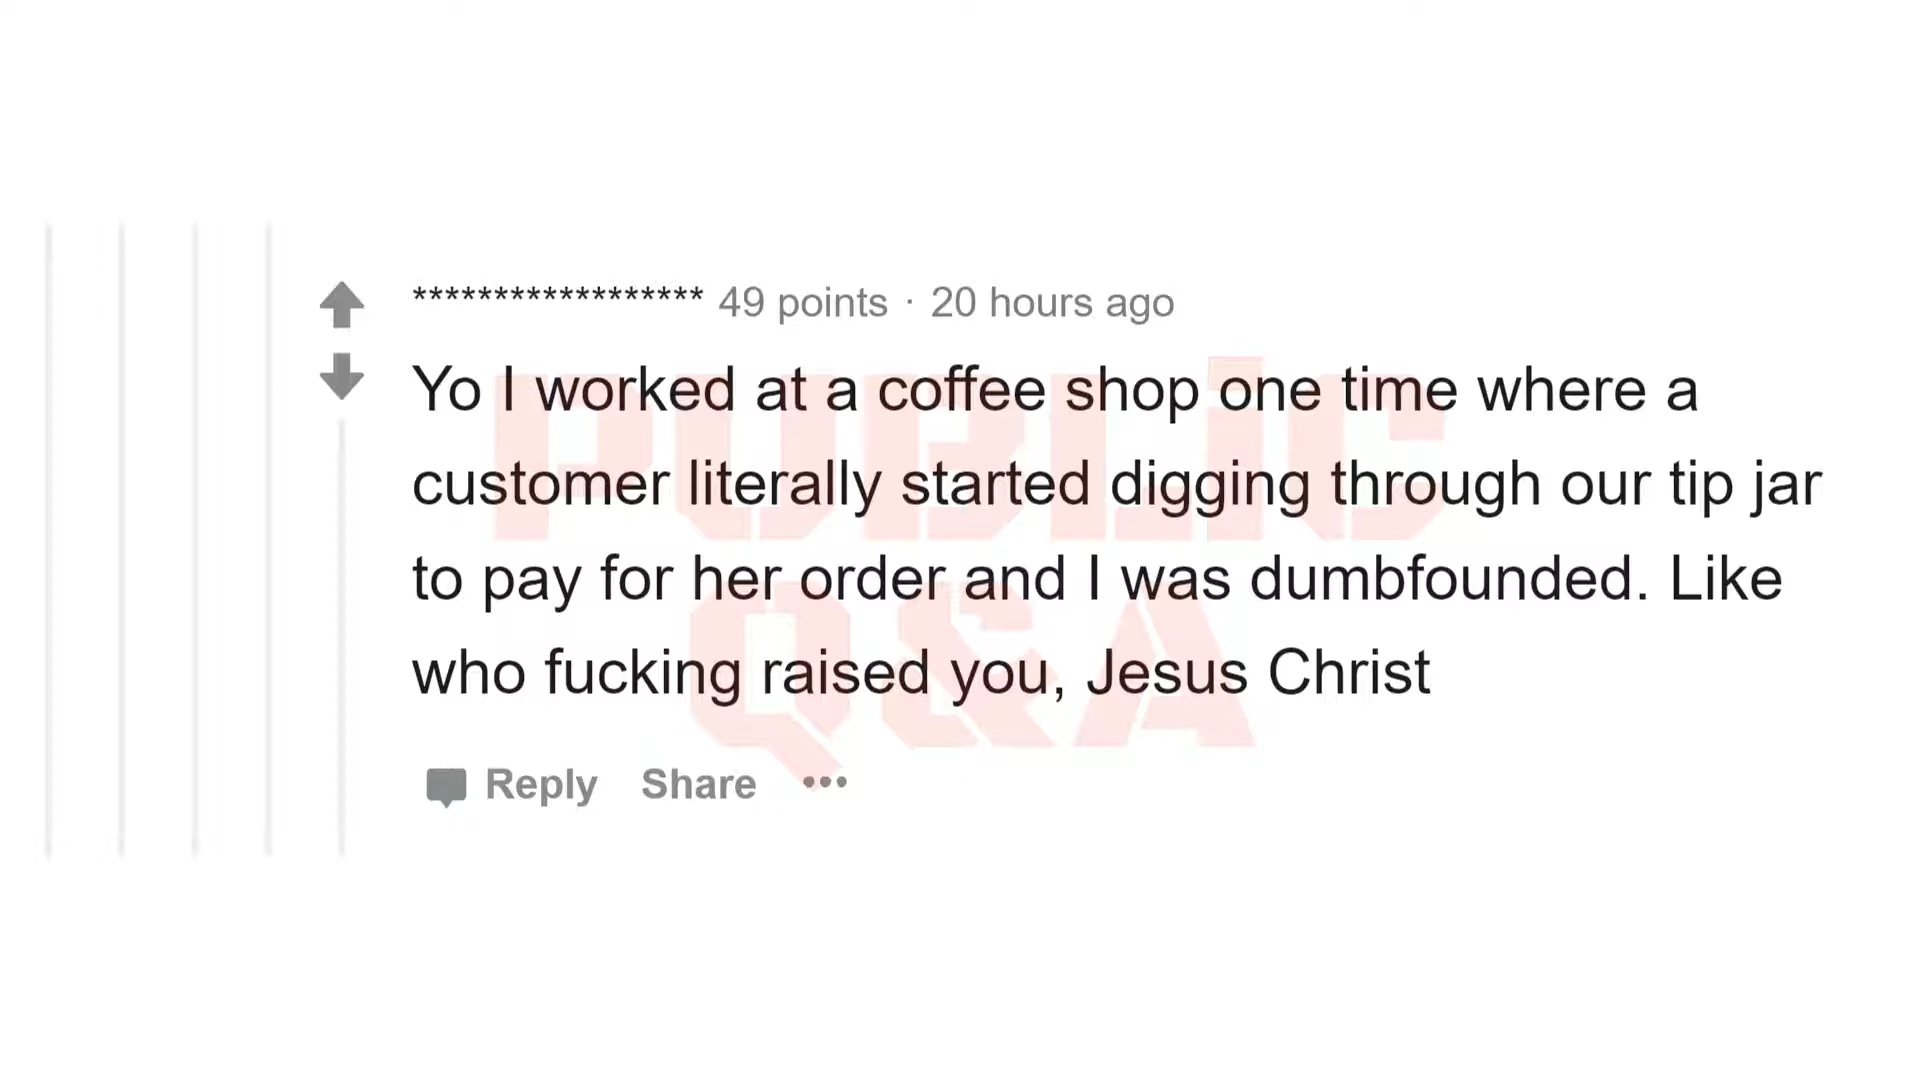 ****************** 49 points · 20 hours ago
Yo I worked at a coffee shop one time where a
customer literally started digging through our tip jar
to pay for her order and I was dumbfounded. Like
who fucking raised you, Jesus Christ
Reply Share •••
PUBLiC
Q&A